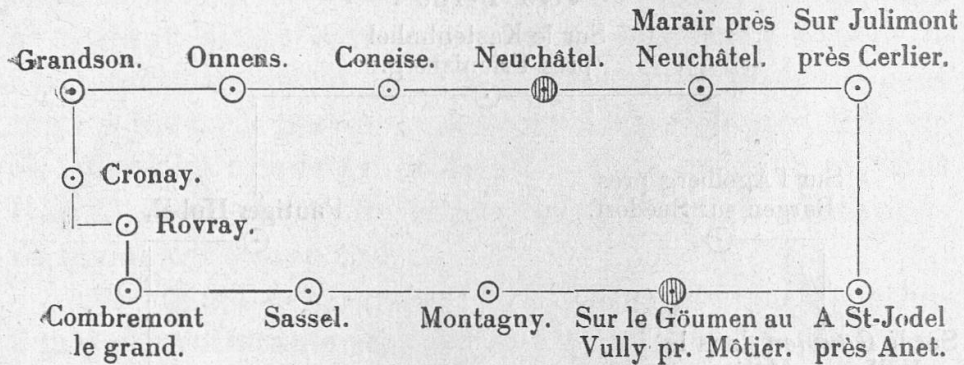 Marair près Sur Julimont
Grandson. Onnens. Coneise. Neuchâtel. Neuchâtel. près Cerlier.
Cronay.
Rovray.
Combremont Sassel. Montagny. Sur le Göumen au A St-Jodel
le grand. Vully pr. Môtier. près Anet.